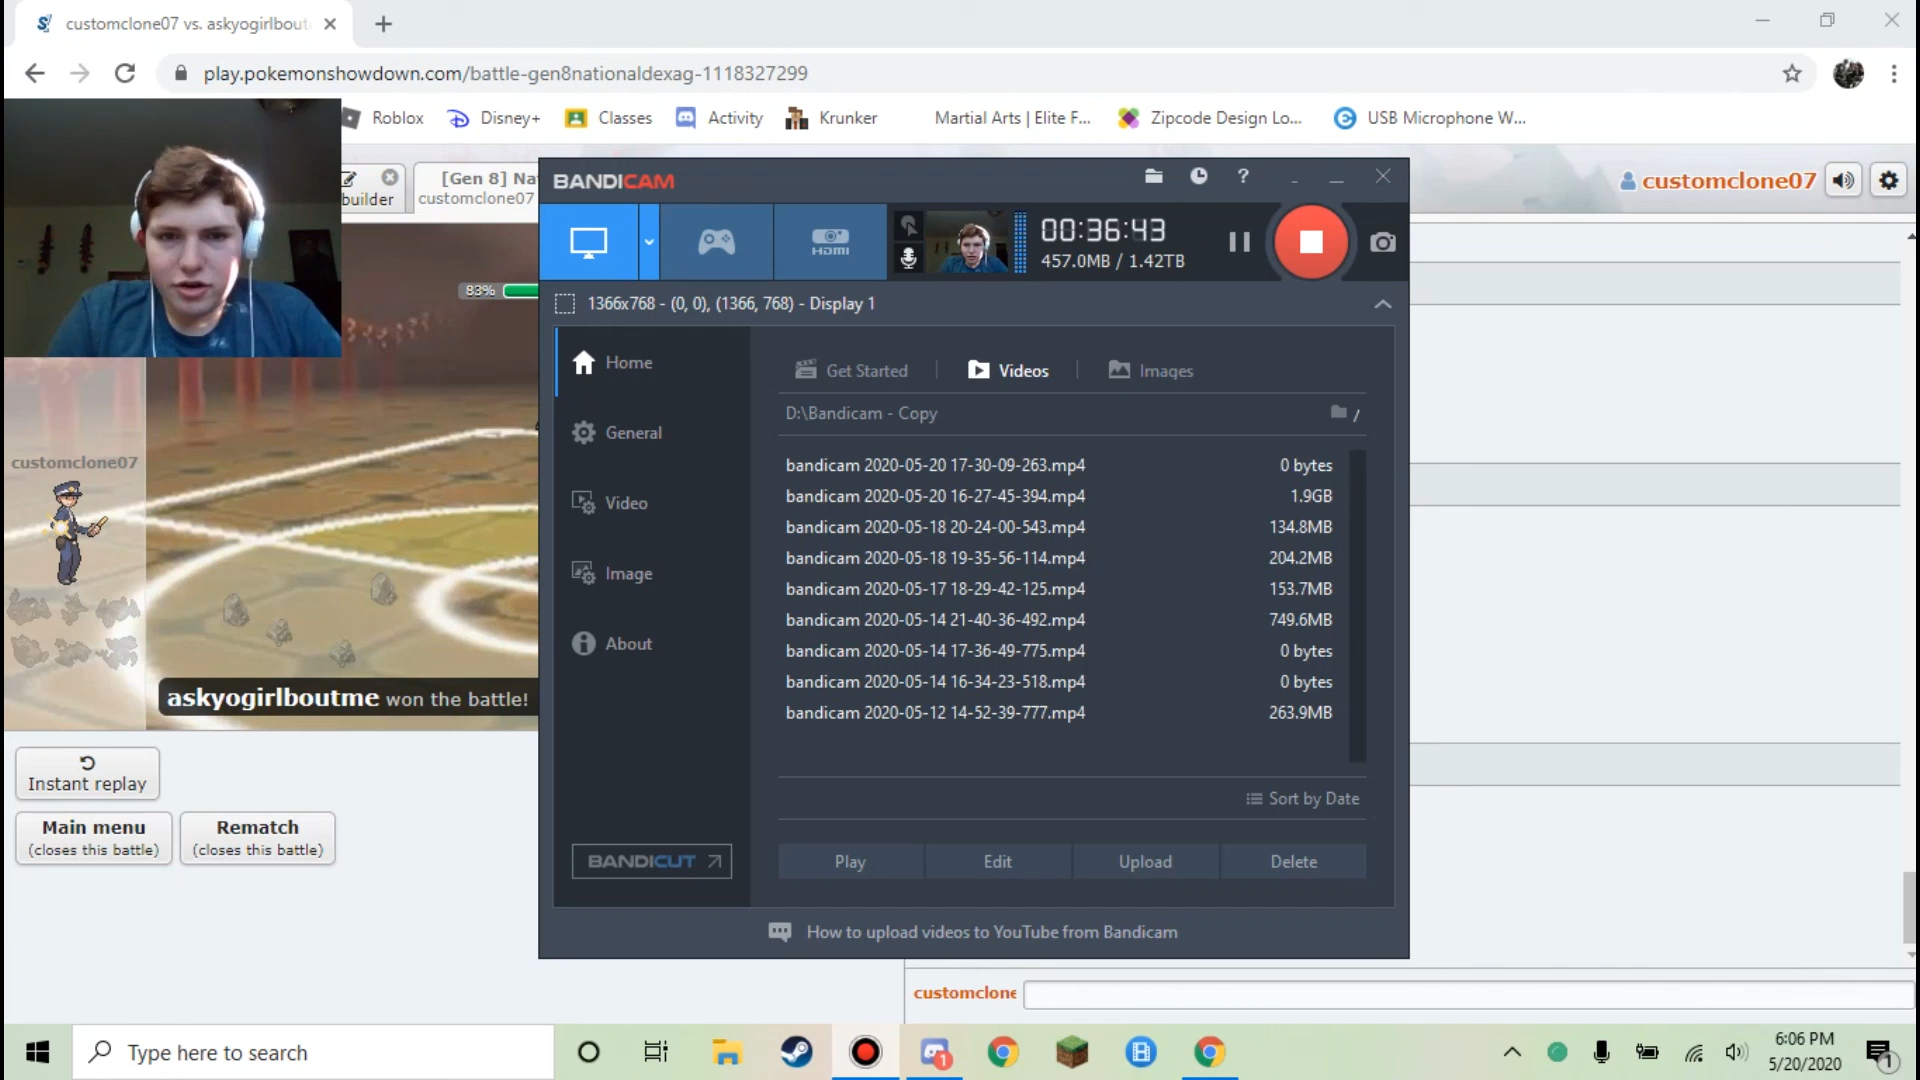 customclone07 vs. askyogirlbout
play.pokemonshowdown.com/battle-gen8nationaldexag-1118327299
Roblox
Disney+
Classes
Activity
Krunker
Martial Arts | Elite F...
Zipcode Design Lo...
USB Microphone W...
builder
[Gen 8] Nat
customclone07
customclone07
BANDICAM
HDMI
00:36:43
457.0MB / 1.42TB
83%
1366x768 - (0, 0), (1366, 768) - Display 1
Home
General
Video
Image
About
Get Started
Videos
Images
D:\Bandicam - Copy
/
bandicam 2020-05-20 17-30-09-263.mp4 0 bytes
bandicam 2020-05-20 16-27-45-394.mp4 1.9GB
bandicam 2020-05-18 20-24-00-543.mp4 134.8MB
bandicam 2020-05-18 19-35-56-114.mp4 204.2MB
bandicam 2020-05-17 18-29-42-125.mp4 153.7MB
bandicam 2020-05-14 21-40-36-492.mp4 749.6MB
bandicam 2020-05-14 17-36-49-775.mp4 0 bytes
bandicam 2020-05-14 16-34-23-518.mp4 0 bytes
bandicam 2020-05-12 14-52-39-777.mp4 263.9MB
Sort by Date
BANDICUT
Play
Edit
Upload
Delete
How to upload videos to YouTube from Bandicam
customclone07
askyogirlboutme won the battle!
Instant replay
Main menu
(closes this battle)
Rematch
(closes this battle)
customclone
Type here to search
1
6:06 PM
5/20/2020
1